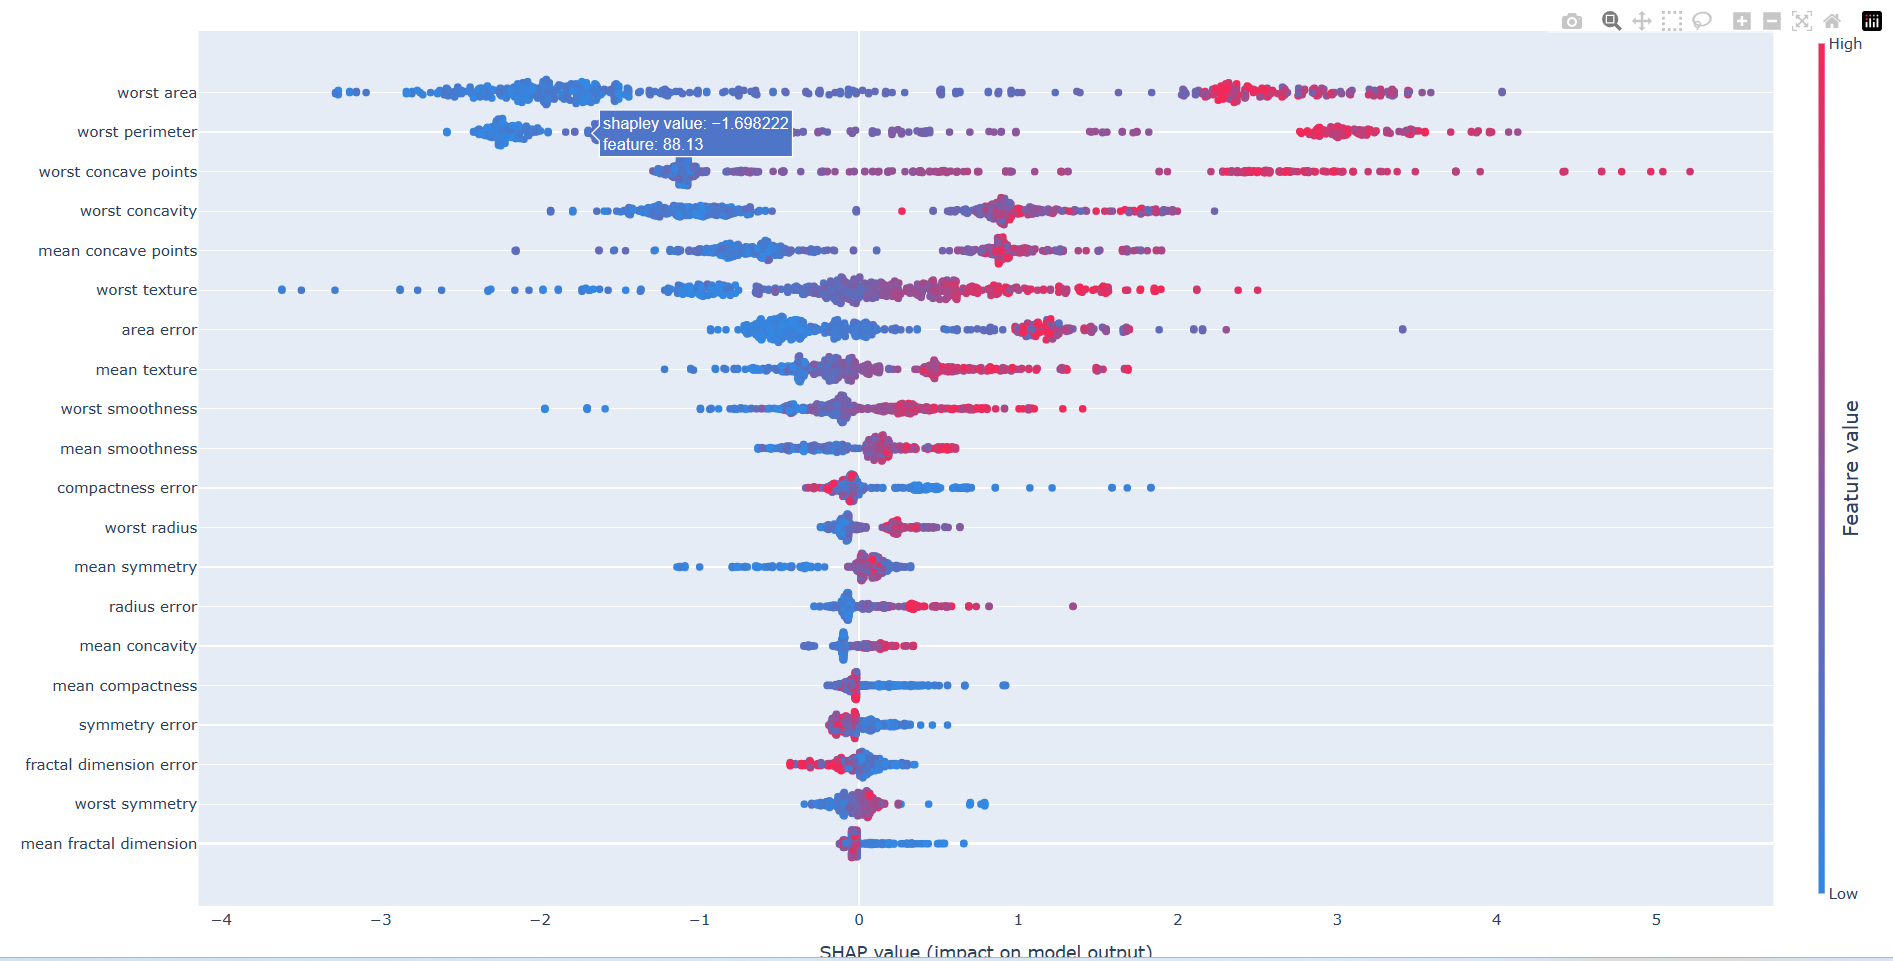 High
worst area
worst perimeter
shapley value: −1.698222
feature: 88.13
worst concave points
worst concavity
mean concave points
worst texture
area error
mean texture
worst smoothness
mean smoothness
compactness error
worst radius
mean symmetry
radius error
mean concavity
mean compactness
symmetry error
fractal dimension error
worst symmetry
mean fractal dimension
Feature value
Low
−4 −3 −2 −1 0 1 2 3 4 5
SHAP value (impact on model output)